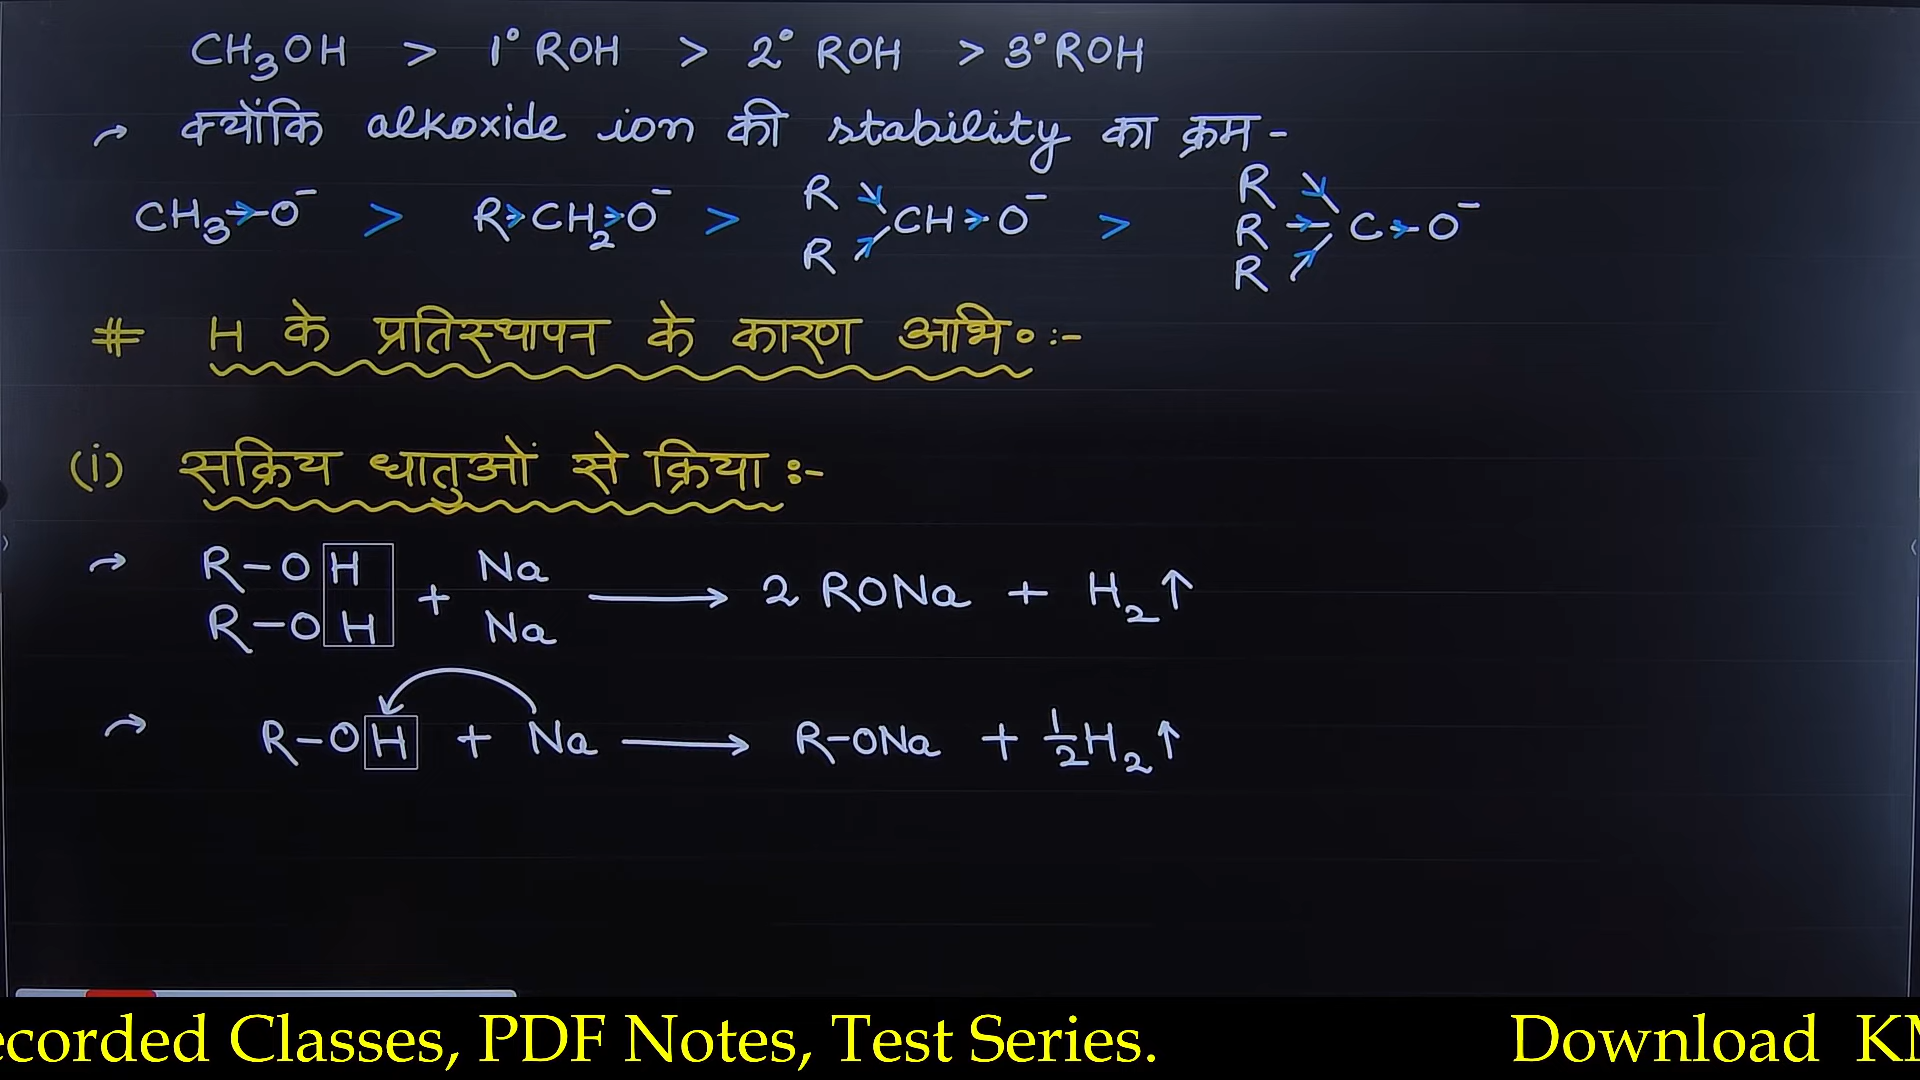 CH₃OH > 1° ROH > 2° ROH > 3° ROH
→ क्योंकि alkoxide ion की stability का क्रम -
CH₃→O⁻ > R→CH₂→O⁻ > R R CH→O⁻ > R R R C→O⁻
# H के प्रतिस्थापन के कारण अभि० :-
(i) सक्रिय धातुओं से क्रिया :-
→ R-OH R-OH + Na Na ⟶ 2 RONa + H₂↑
→ R-OH + Na ⟶ R-ONa + ½H₂↑
ecorded Classes, PDF Notes, Test Series. Download KM